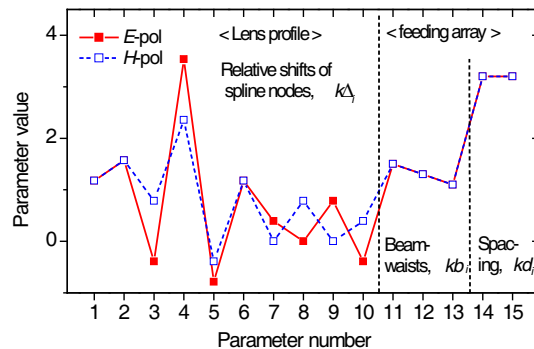 E-pol
H-pol
< Lens profile >
< feeding array >
Relative shifts of
spline nodes, kΔi
Beam-
waists, kbi
Spac-
ing, kdi
Parameter value
4
2
0
1 2 3 4 5 6 7 8 9 10 11 12 13 14 15
Parameter number